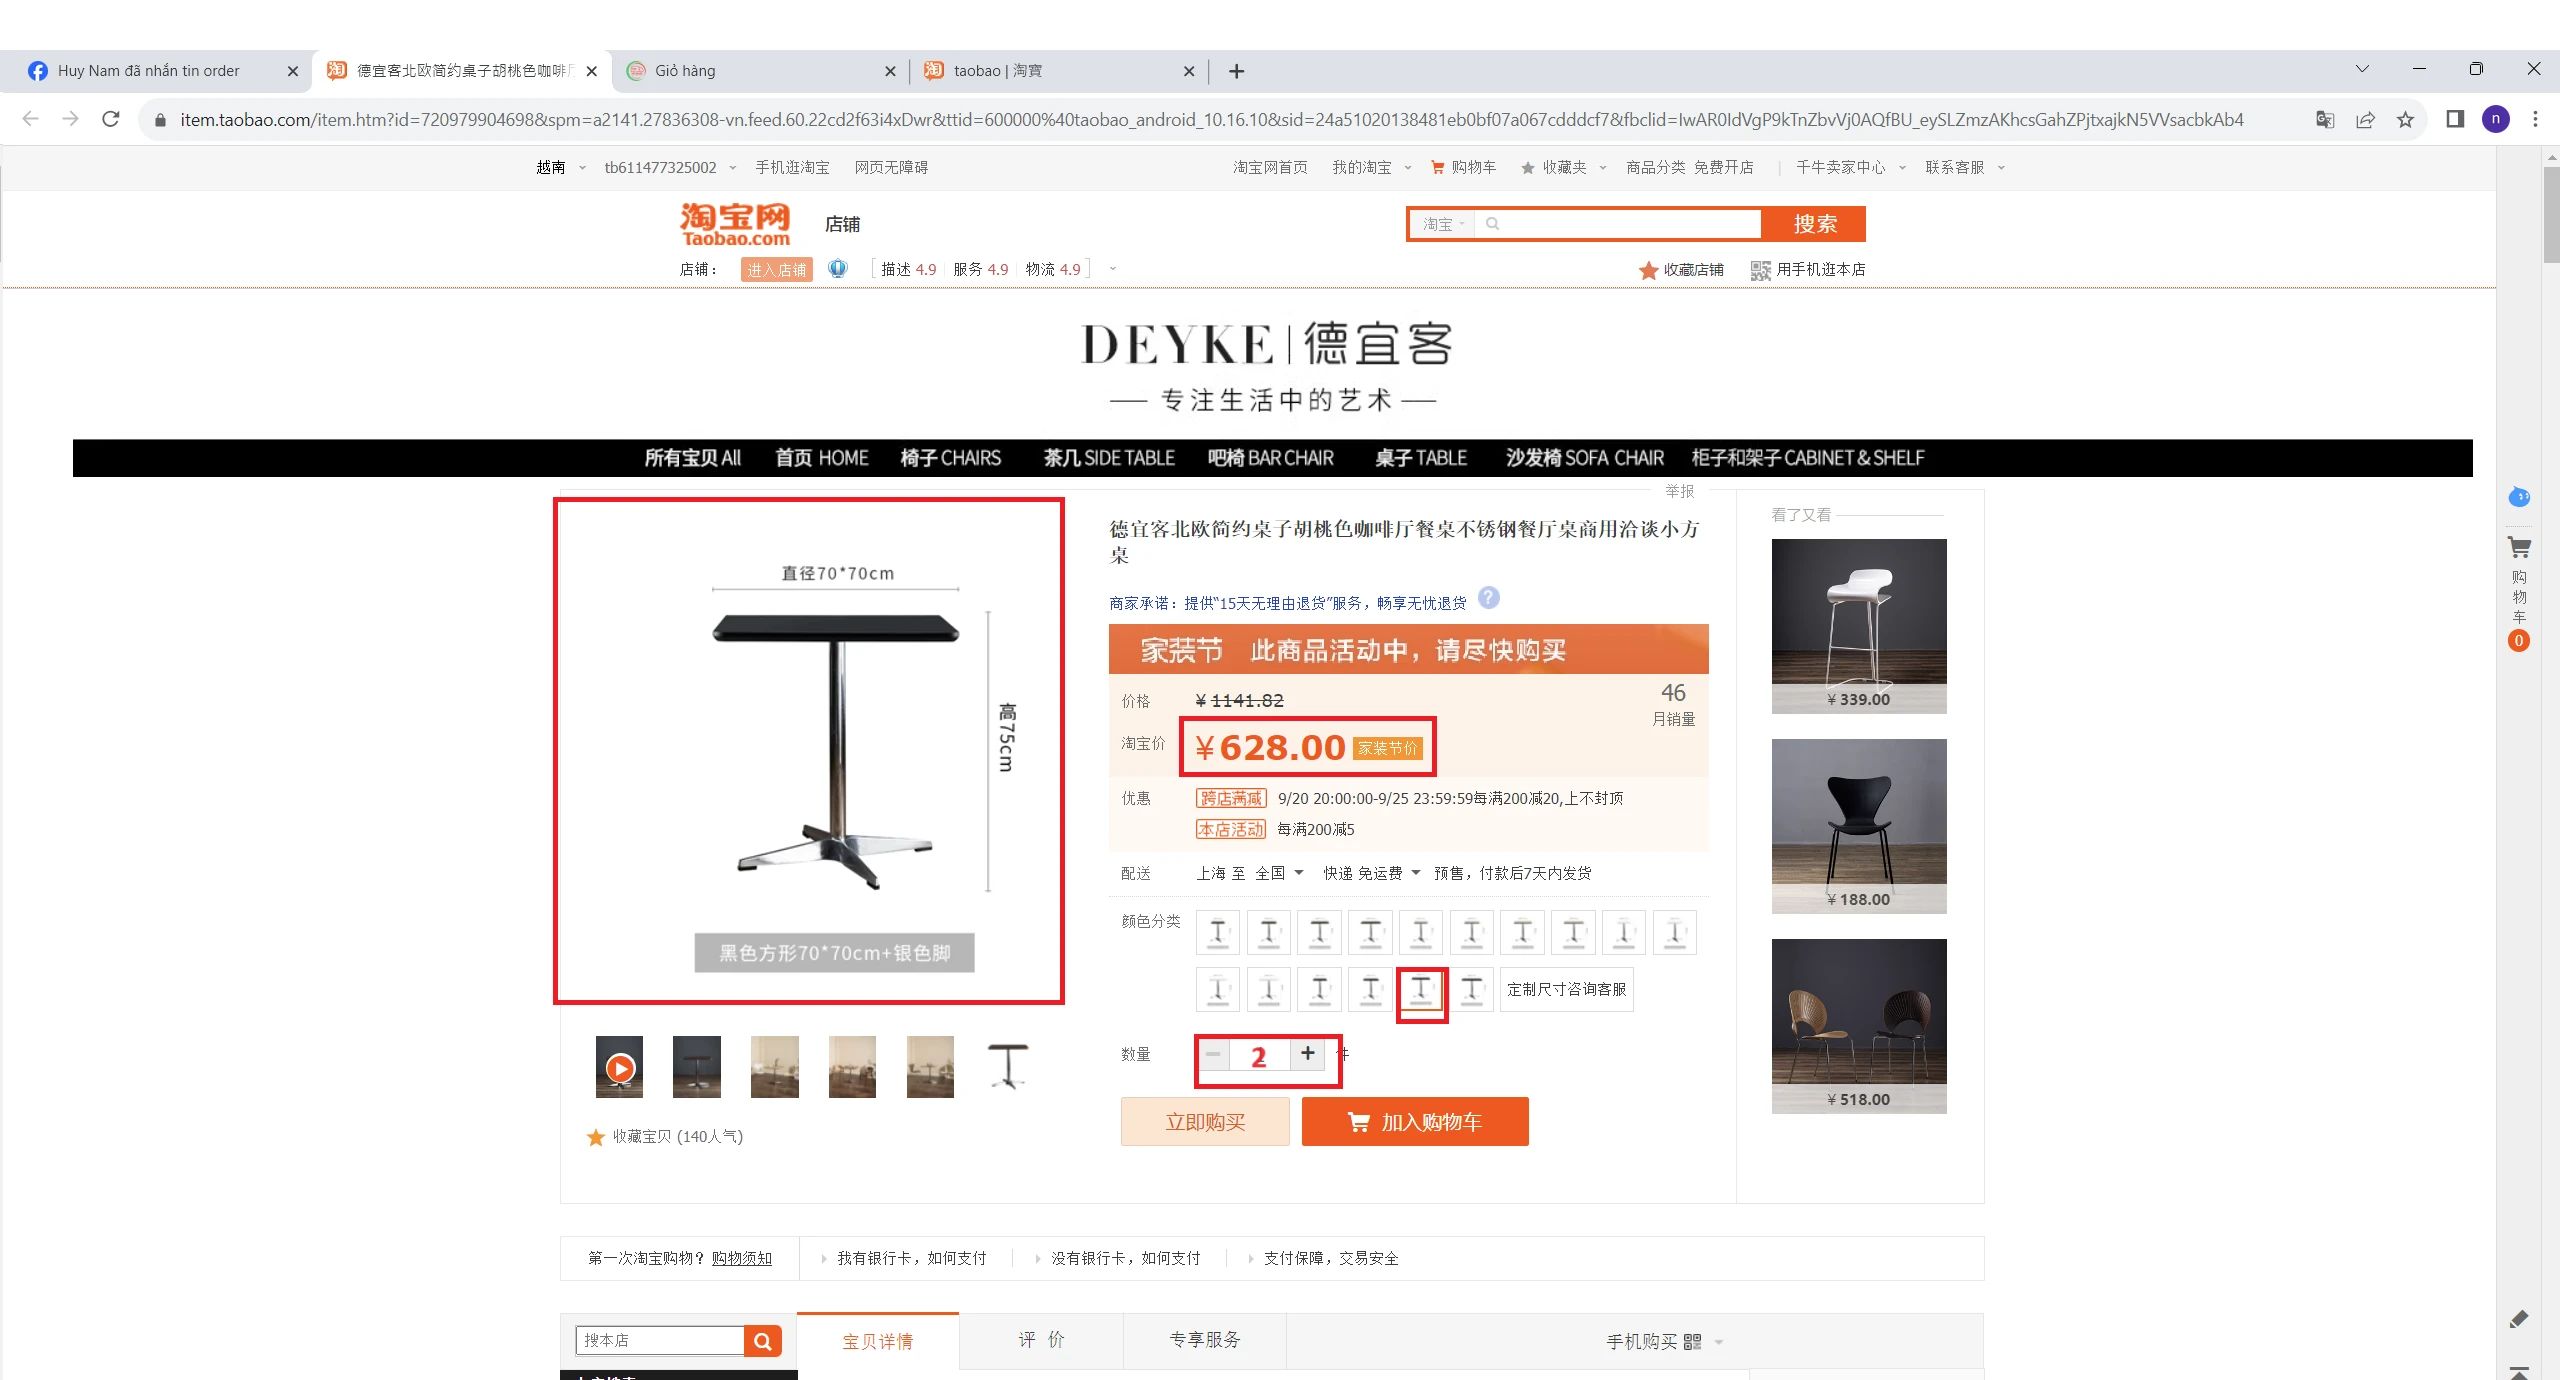 Huy Nam đã nhắn tin order
德宜客北欧简约桌子胡桃色咖啡厅
Giỏ hàng
taobao | 淘寶
item.taobao.com/item.htm?id=720979904698&spm=a2141.27836308-vn.feed.60.22cd2f63i4xDwr&ttid=600000%40taobao_android_10.16.10&sid=24a51020138481eb0bf07a067cdddcf7&fbclid=IwAR0IdVgP9kTnZbvVj0AQfBU_eySLZmzAKhcsGahZPjtxajkN5VVsacbkAb4
n
越南 tb611477325002 手机逛淘宝 网页无障碍 淘宝网首页 我的淘宝 购物车 收藏夹 商品分类 免费开店 千牛卖家中心 联系客服
淘宝网
Taobao.com
店铺
淘宝 搜索
店铺： 进入店铺 描述 4.9 服务 4.9 物流 4.9 收藏店铺 用手机逛本店
DEYKE|德宜客
专注生活中的艺术
所有宝贝 All 首页 HOME 椅子 CHAIRS 茶几 SIDE TABLE 吧椅 BAR CHAIR 桌子 TABLE 沙发椅 SOFA CHAIR 柜子和架子 CABINET & SHELF
举报
直径70*70cm
高75cm
黑色方形70*70cm+银色脚
收藏宝贝 (140人气)
德宜客北欧简约桌子胡桃色咖啡厅餐桌不锈钢餐厅桌商用洽谈小方
桌
商家承诺：提供“15天无理由退货”服务，畅享无忧退货 ?
家装节 此商品活动中，请尽快购买
价格 ¥ 1141.82
46
月销量
淘宝价 ¥ 628.00 家装节价
优惠 跨店满减 9/20 20:00:00-9/25 23:59:59每满200减20,上不封顶
本店活动 每满200减5
配送 上海 至 全国 快递 免运费 预售，付款后7天内发货
颜色分类
定制尺寸咨询客服
数量 2 件
立即购买 加入购物车
看了又看
¥ 339.00
¥ 188.00
¥ 518.00
购物车
0
第一次淘宝购物？ 购物须知 我有银行卡，如何支付 没有银行卡，如何支付 支付保障，交易安全
搜本店 宝贝详情 评 价 专享服务 手机购买